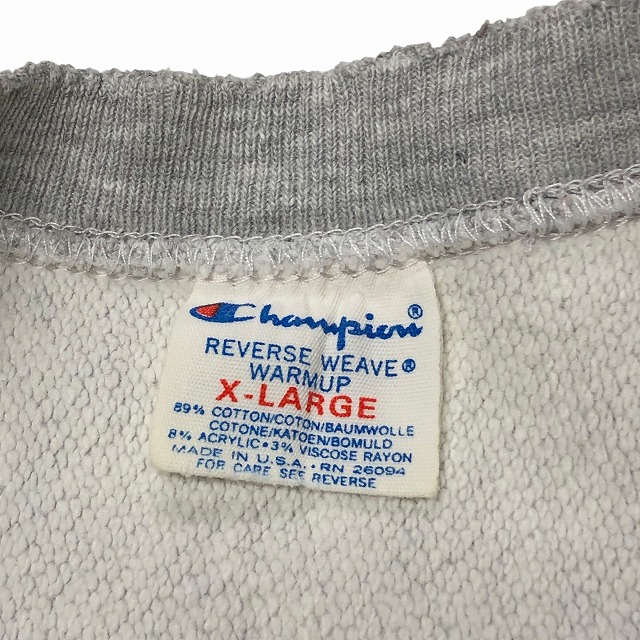 Champion®
REVERSE WEAVE®
WARMUP
X-LARGE
89% COTTON/COTON/BAUMWOLLE
COTONE/KATOEN/BOMULD
8% ACRYLIC • 3% VISCOSE RAYON
MADE IN U.S.A. • RN 26094
FOR CARE SEE REVERSE